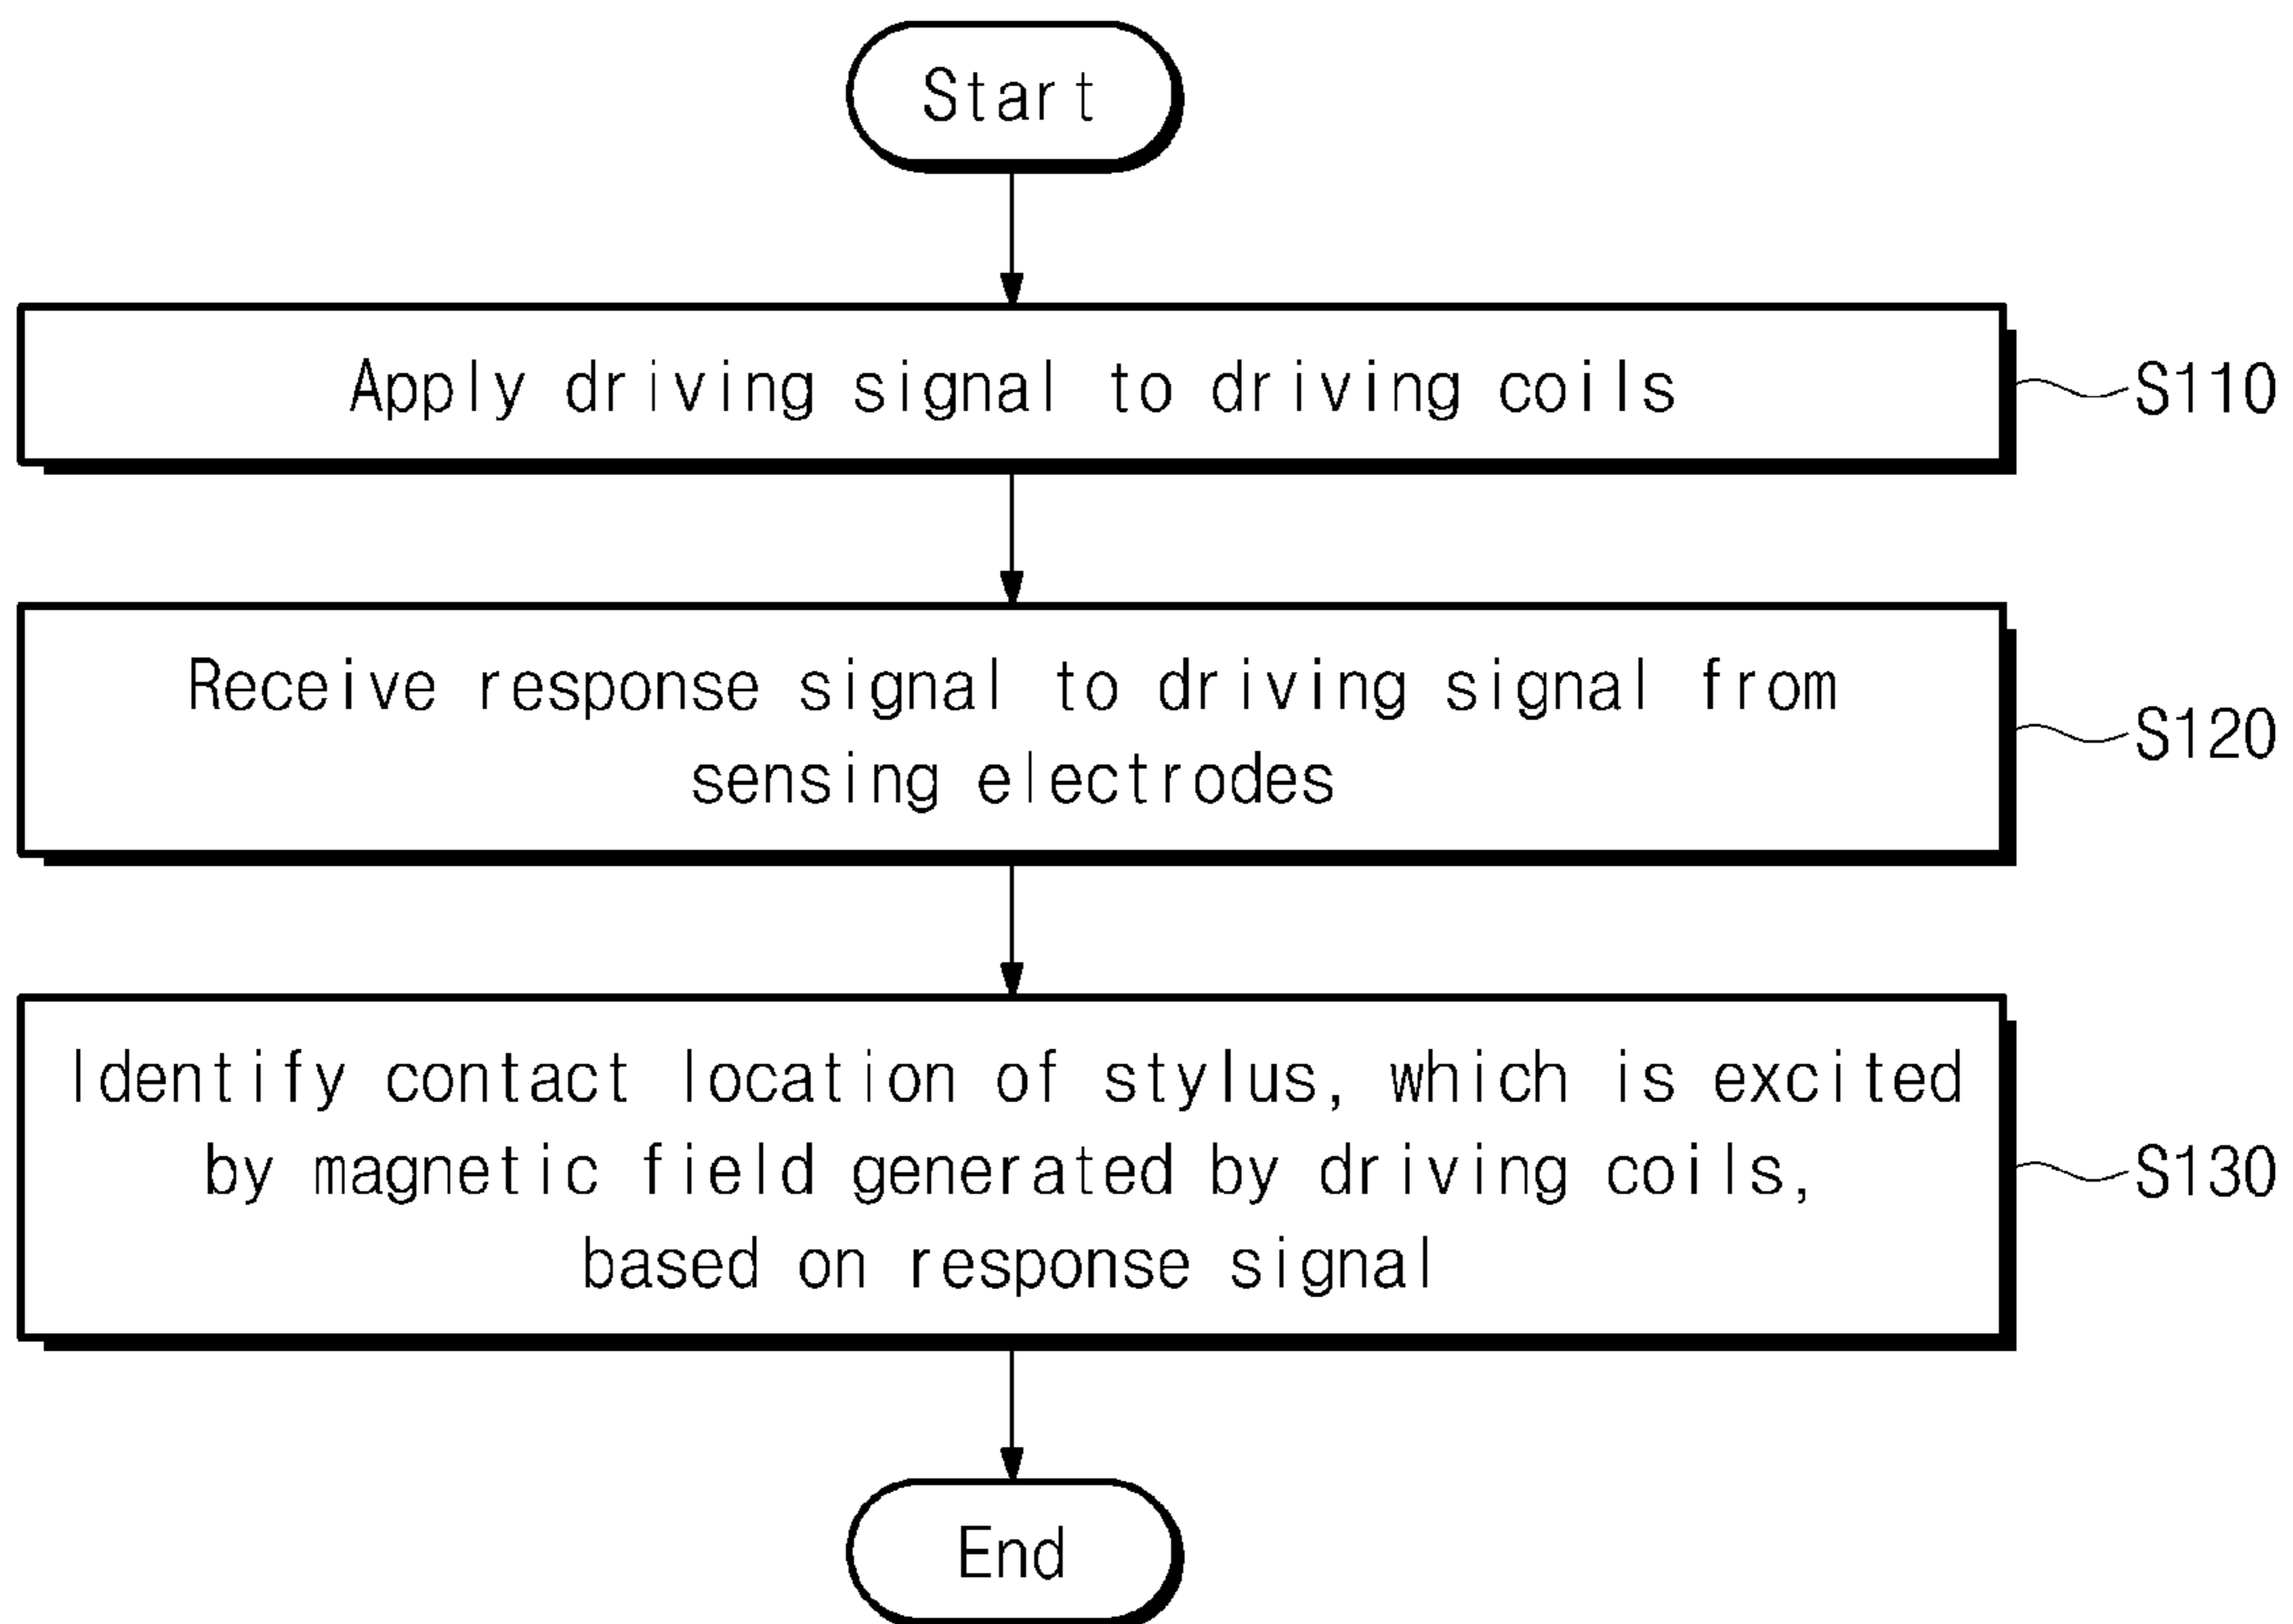 Start
Apply driving signal to driving coils
S110
Receive response signal to driving signal from
sensing electrodes
S120
Identify contact location of stylus, which is excited
by magnetic field generated by driving coils,
based on response signal
S130
End